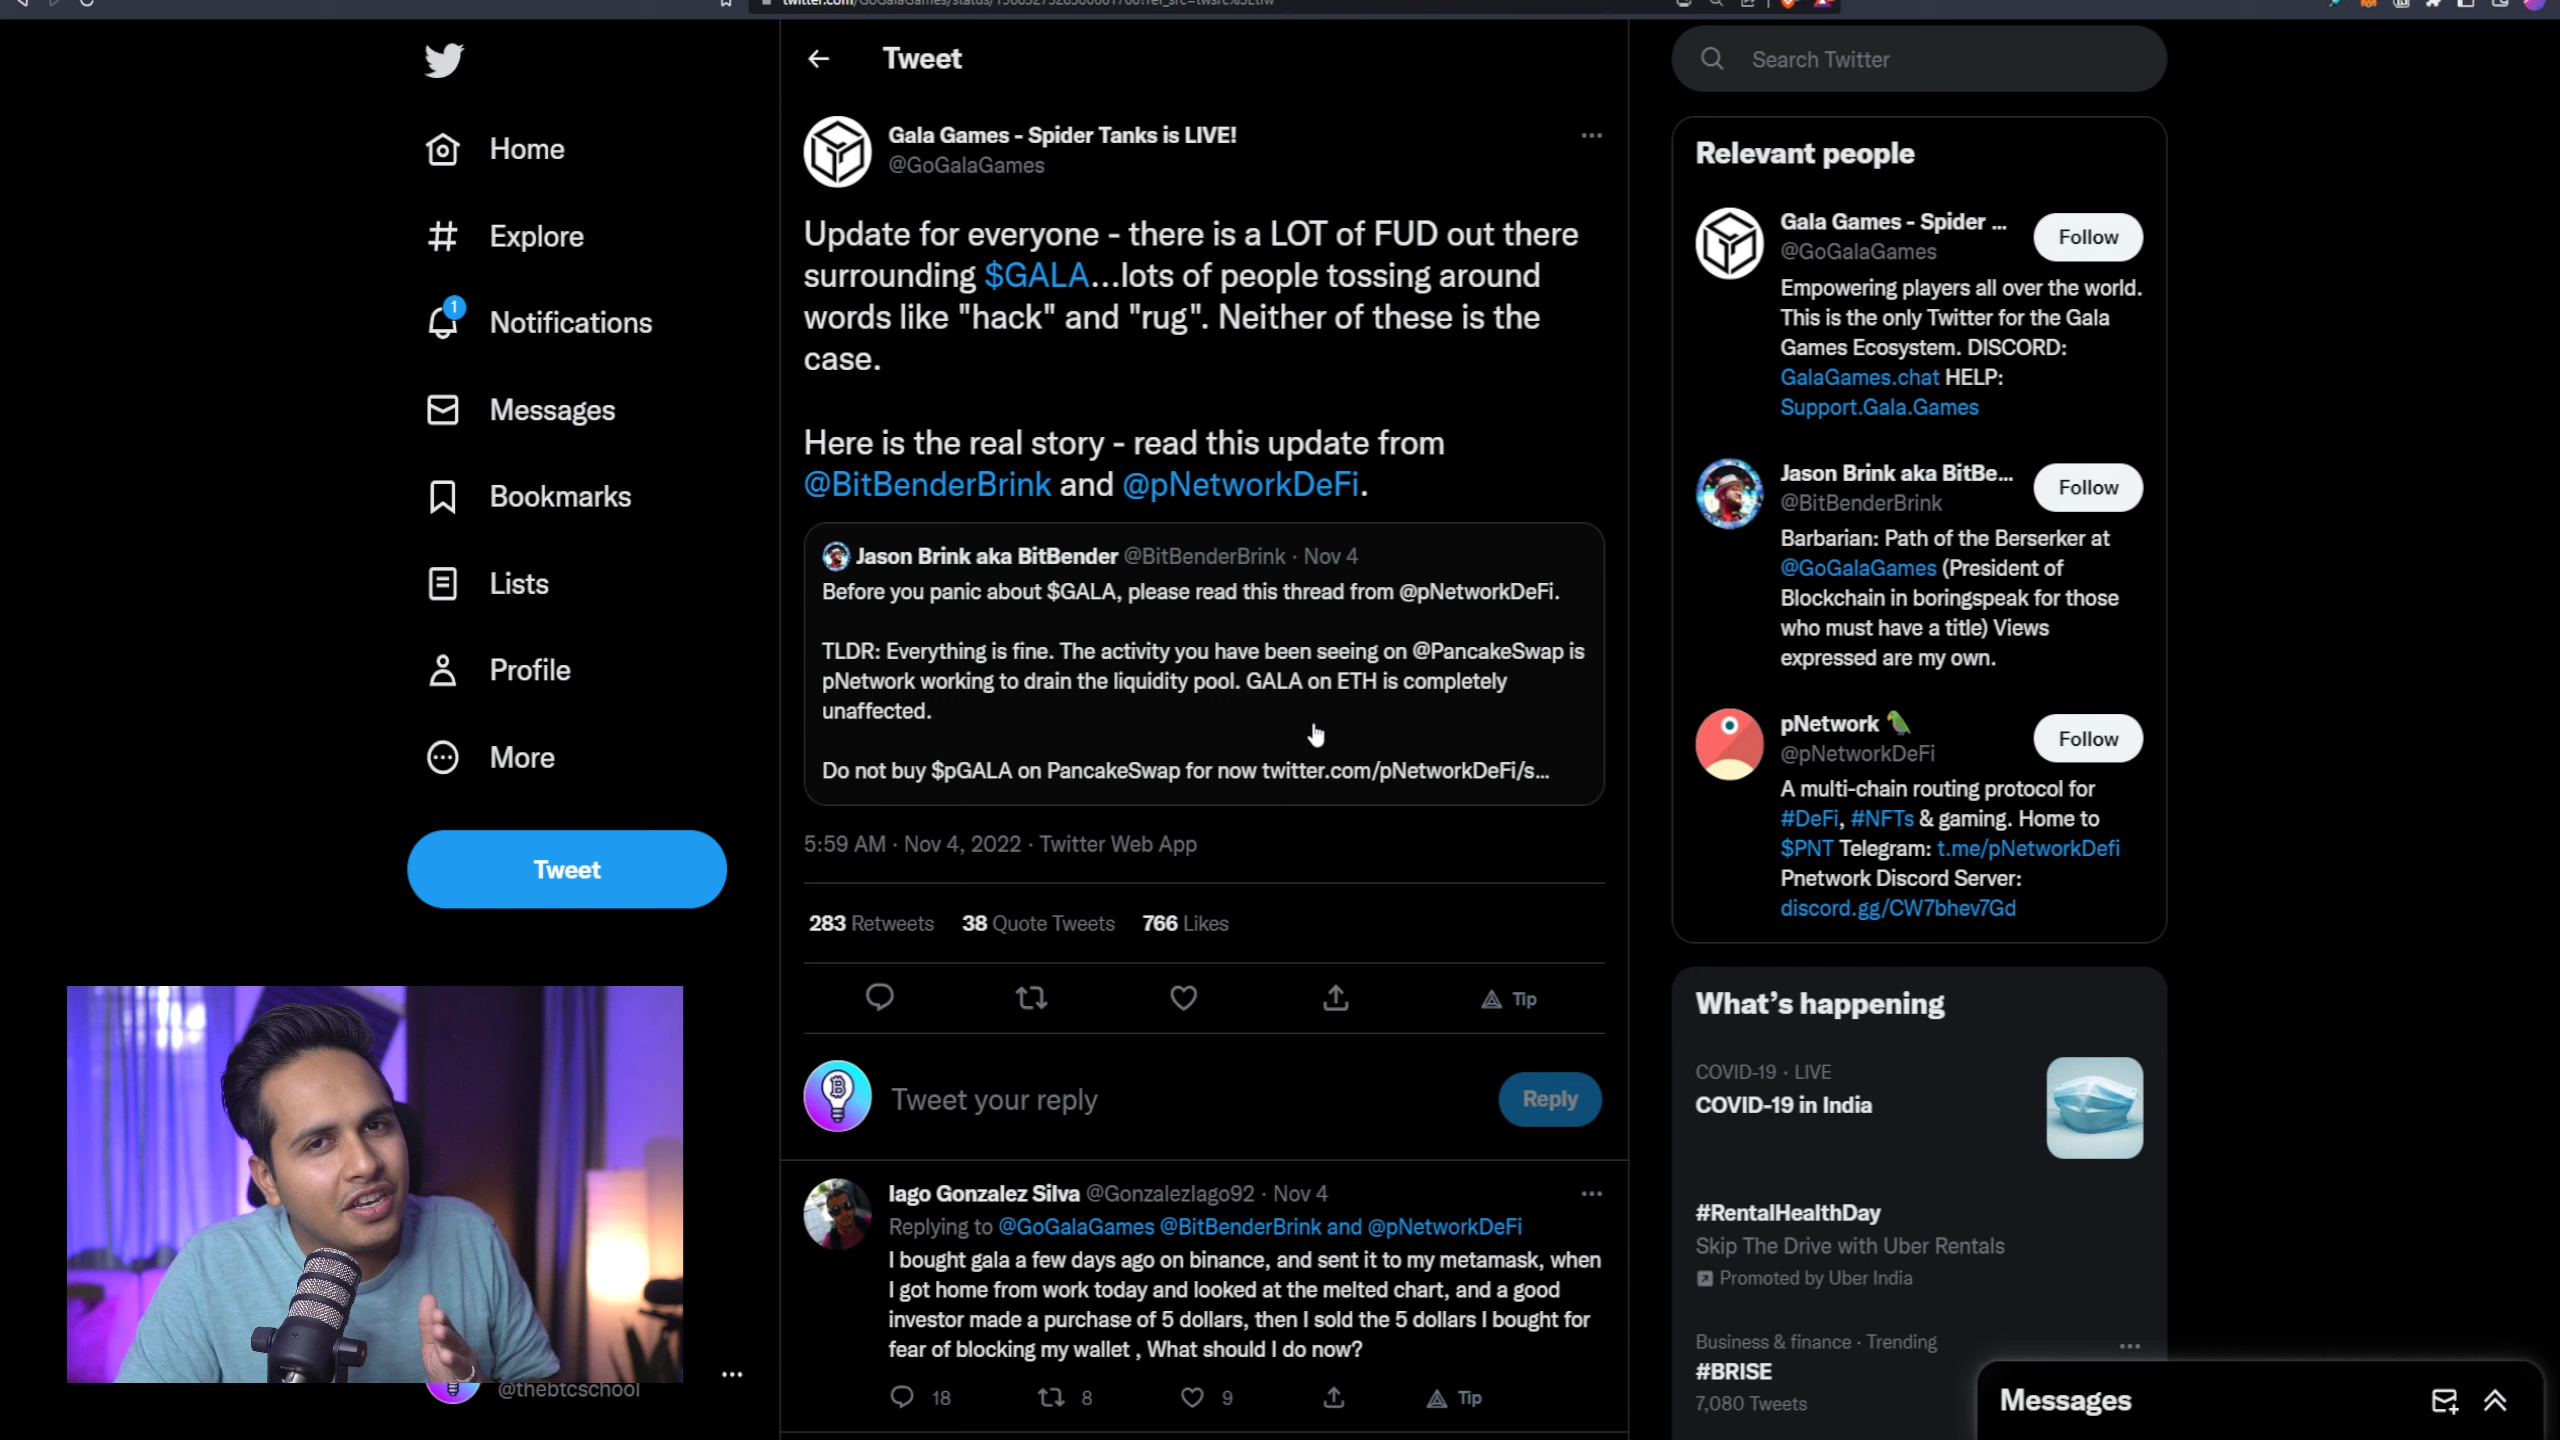 Tweet
Search Twitter
Home
Explore
1
Notifications
Messages
Bookmarks
Lists
Profile
More
Tweet
@thebtcschool
Gala Games - Spider Tanks is LIVE!
@GoGalaGames
Update for everyone - there is a LOT of FUD out there
surrounding $GALA...lots of people tossing around
words like "hack" and "rug". Neither of these is the
case.
Here is the real story - read this update from
@BitBenderBrink and @pNetworkDeFi.
Jason Brink aka BitBender @BitBenderBrink · Nov 4
Before you panic about $GALA, please read this thread from @pNetworkDeFi.
TLDR: Everything is fine. The activity you have been seeing on @PancakeSwap is
pNetwork working to drain the liquidity pool. GALA on ETH is completely
unaffected.
Do not buy $pGALA on PancakeSwap for now twitter.com/pNetworkDeFi/s...
5:59 AM · Nov 4, 2022 · Twitter Web App
283 Retweets 38 Quote Tweets 766 Likes
Tip
Tweet your reply
Reply
Iago Gonzalez Silva @GonzalezIago92 · Nov 4
Replying to @GoGalaGames @BitBenderBrink and @pNetworkDeFi
I bought gala a few days ago on binance, and sent it to my metamask, when
I got home from work today and looked at the melted chart, and a good
investor made a purchase of 5 dollars, then I sold the 5 dollars I bought for
fear of blocking my wallet , What should I do now?
18 8 9 Tip
Relevant people
Gala Games - Spider ...
@GoGalaGames
Follow
Empowering players all over the world.
This is the only Twitter for the Gala
Games Ecosystem. DISCORD:
GalaGames.chat HELP:
Support.Gala.Games
Jason Brink aka BitBe...
@BitBenderBrink
Follow
Barbarian: Path of the Berserker at
@GoGalaGames (President of
Blockchain in boringspeak for those
who must have a title) Views
expressed are my own.
pNetwork
@pNetworkDeFi
Follow
A multi-chain routing protocol for
#DeFi, #NFTs & gaming. Home to
$PNT Telegram: t.me/pNetworkDefi
Pnetwork Discord Server:
discord.gg/CW7bhev7Gd
What's happening
COVID-19 · LIVE
COVID-19 in India
#RentalHealthDay
Skip The Drive with Uber Rentals
Promoted by Uber India
Business & finance · Trending
#BRISE
7,080 Tweets
Messages